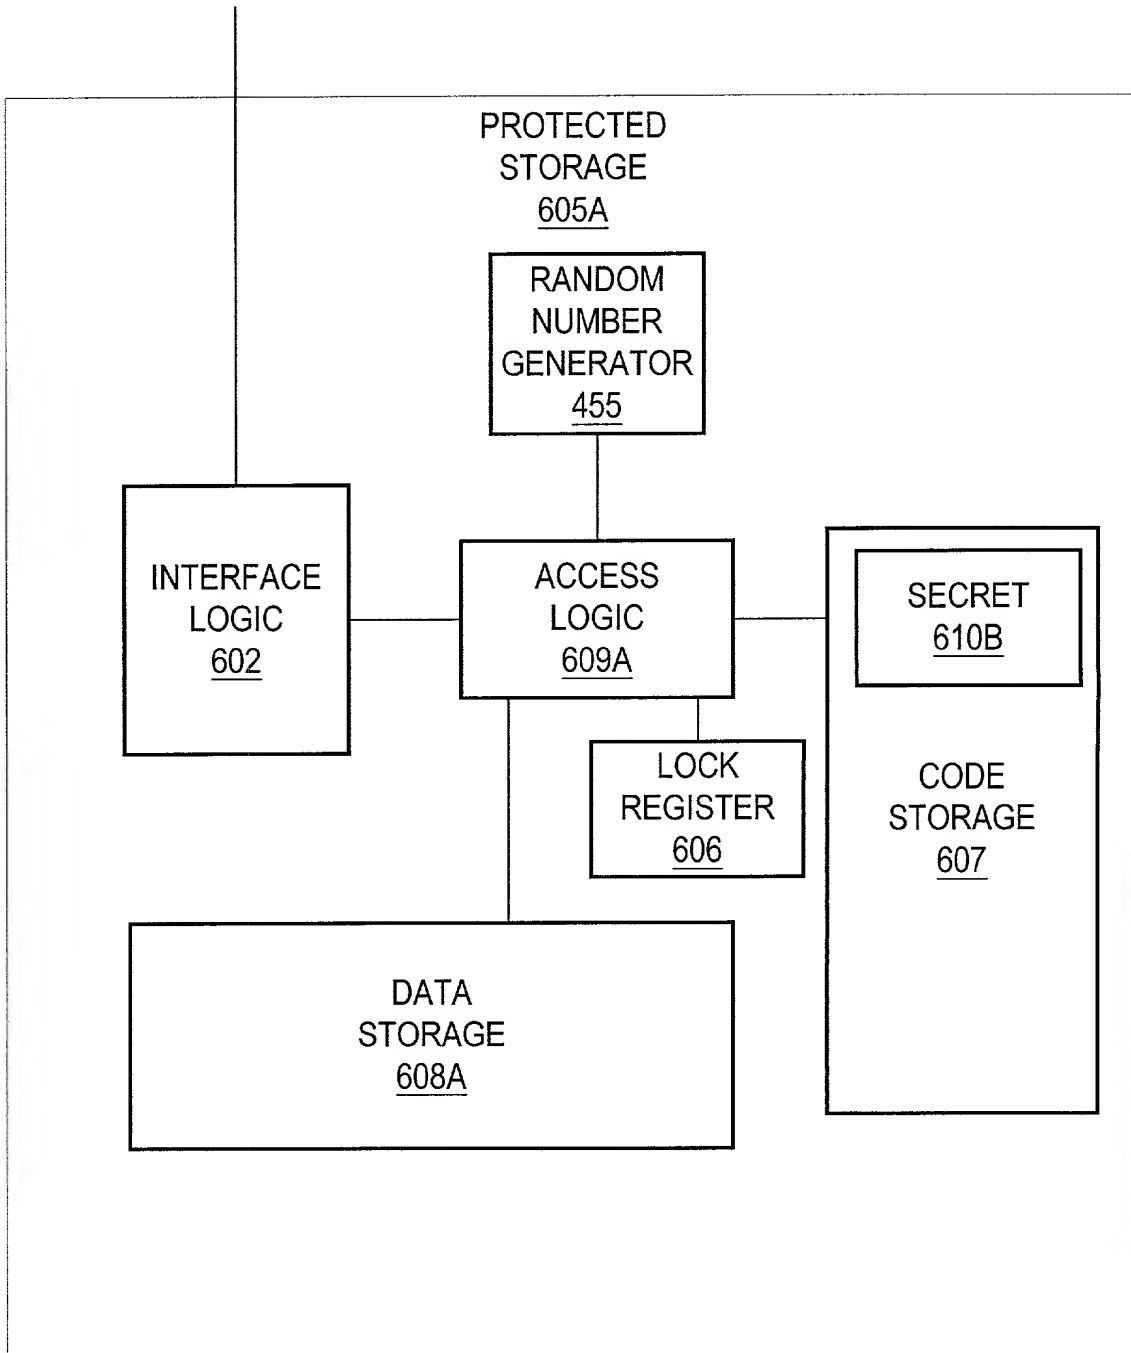 PROTECTED
STORAGE
605A
RANDOM
NUMBER
GENERATOR
455
INTERFACE
LOGIC
602
ACCESS
LOGIC
609A
SECRET
610B
LOCK
REGISTER
606
CODE
STORAGE
607
DATA
STORAGE
608A